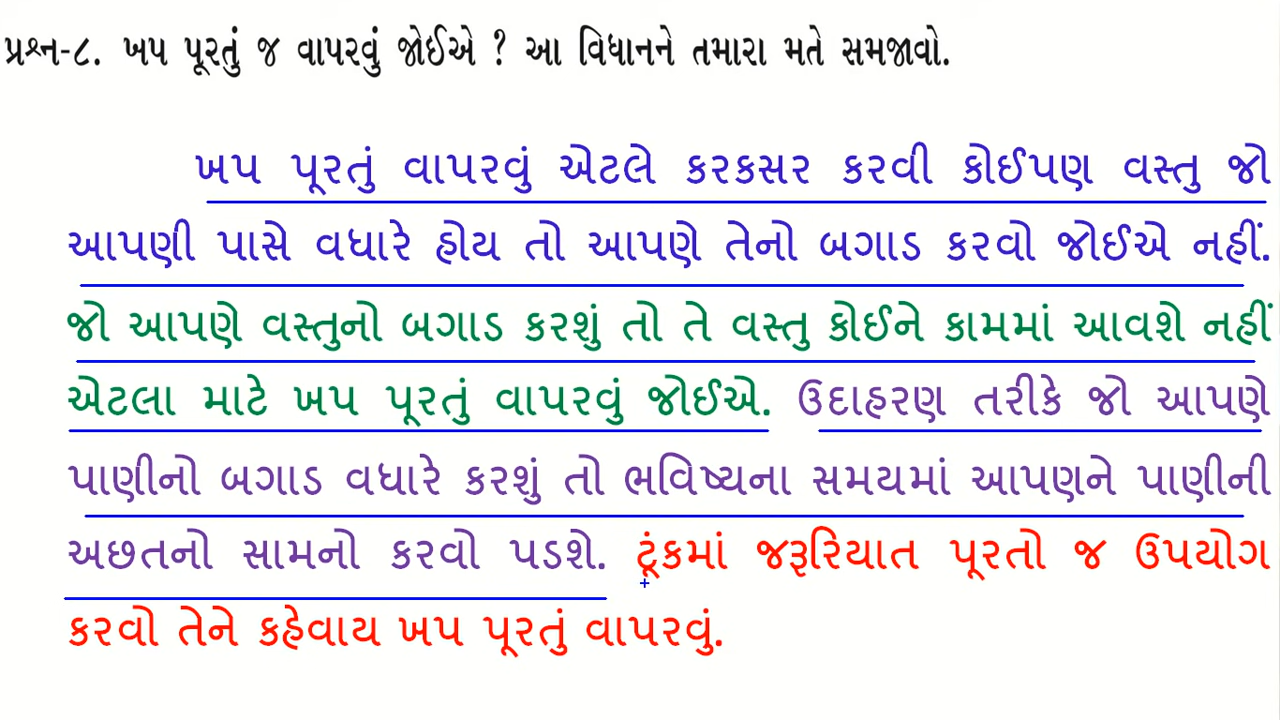 પ્રશ્ન-૮. ખપ પૂરતું જ વાપરવું જોઈએ ? આ વિધાનને તમારા મતે સમજાવો.
ખપ પૂરતું વાપરવું એટલે કરકસર કરવી કોઈપણ વસ્તુ જો
આપણી પાસે વધારે હોય તો આપણે તેનો બગાડ કરવો જોઈએ નહીં.
જો આપણે વસ્તુનો બગાડ કરશું તો તે વસ્તુ કોઈને કામમાં આવશે નહીં
એટલા માટે ખપ પૂરતું વાપરવું જોઈએ. ઉદાહરણ તરીકે જો આપણે
પાણીનો બગાડ વધારે કરશું તો ભવિષ્યના સમયમાં આપણને પાણીની
અછતનો સામનો કરવો પડશે. ટૂંકમાં જરૂરિયાત પૂરતો જ ઉપયોગ
કરવો તેને કહેવાય ખપ પૂરતું વાપરવું.